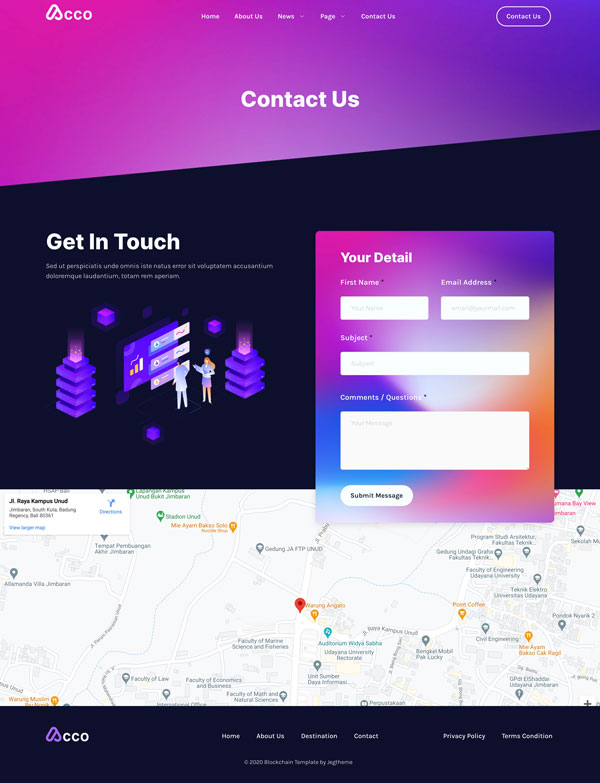 Acco
Home About Us News Page Contact Us
Contact Us
Contact Us
Get In Touch
Sed ut perspiciatis unde omnis iste natus error sit voluptatem accusantium
doloremque laudantium, totam rem aperiam.
Your Detail
First Name * Email Address *
Your Name email@yourmail.com
Subject *
Subject
Comments / Questions *
Your Message
Submit Message
Jl. Raya Kampus Unud
Jimbaran, South Kuta, Badung
Regency, Bali 80361
Directions
View larger map
Lapangan Kampus
Unud Bukit Jimbaran
Stadion Unud
Mie Ayam Bakso Solo
Noodle Shop
Tempat Pembuangan
Akhir Jimbaran
Allamanda Villa Jimbaran
Gedung JA FTP UNUD
Program Studi Arsitektur,
Fakultas Teknik...
Gedung Undagi Graha
Fakultas Teknik...
Faculty of Engineering
Udayana University
Teknik Elektro
Universitas Udayana
Bay View
Jimbaran
Sekolah
Warung Angato
Point Coffee
Pondok Nyarik 2
Jl. raya Kampus Unud
Auditorium Widya Sabha
Udayana University
Rectorate
Bengkel Mobil
Pak Lucky
Civil Engineering
Mie Ayam
Bakso Cak Ragil
Faculty of Marine
Science and Fisheries
Unit Sumber
Daya Informasi
GPdI ElShaddai
Udayana Jimbaran
Faculty of Law
Faculty of Economics
and Business
Faculty of Math and
Natural Sciences
International Office
Perpustakaan
Warung Muslim
Acco
Home About Us Destination Contact
Privacy Policy Terms Condition
© 2020 Blockchain Template by Jegtheme